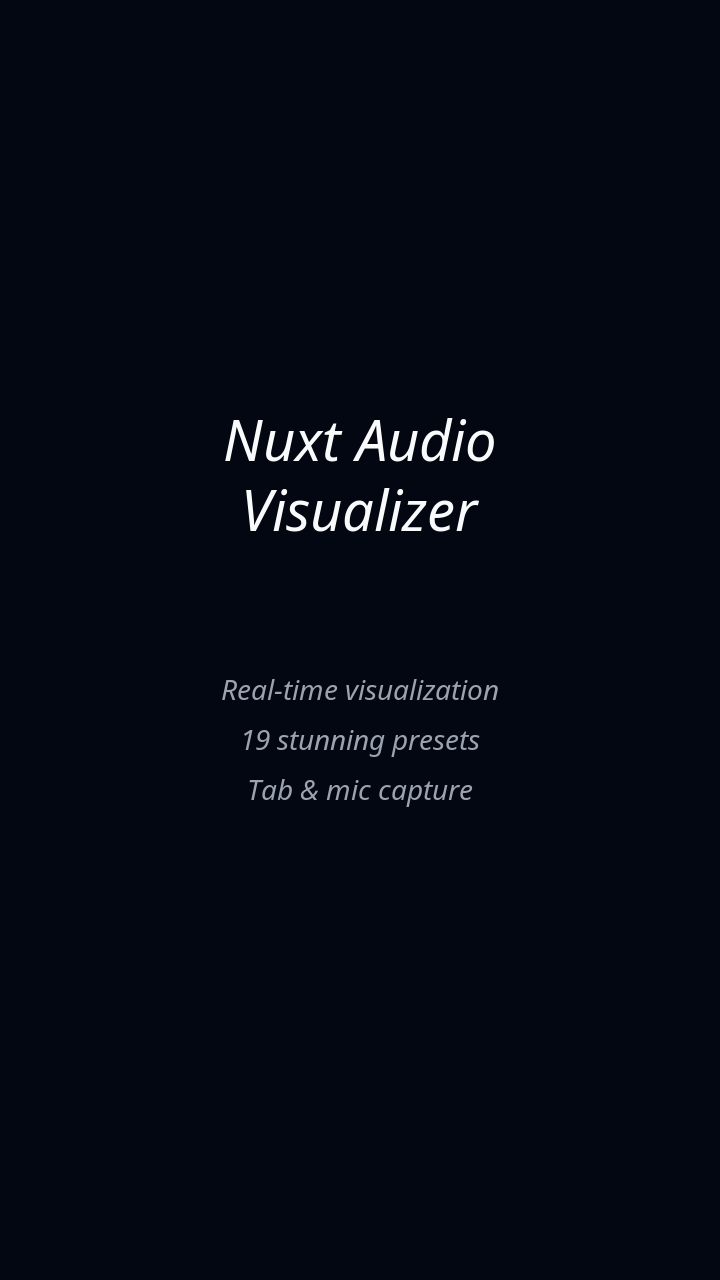 Nuxt Audio
Visualizer
Real-time visualization
19 stunning presets
Tab & mic capture